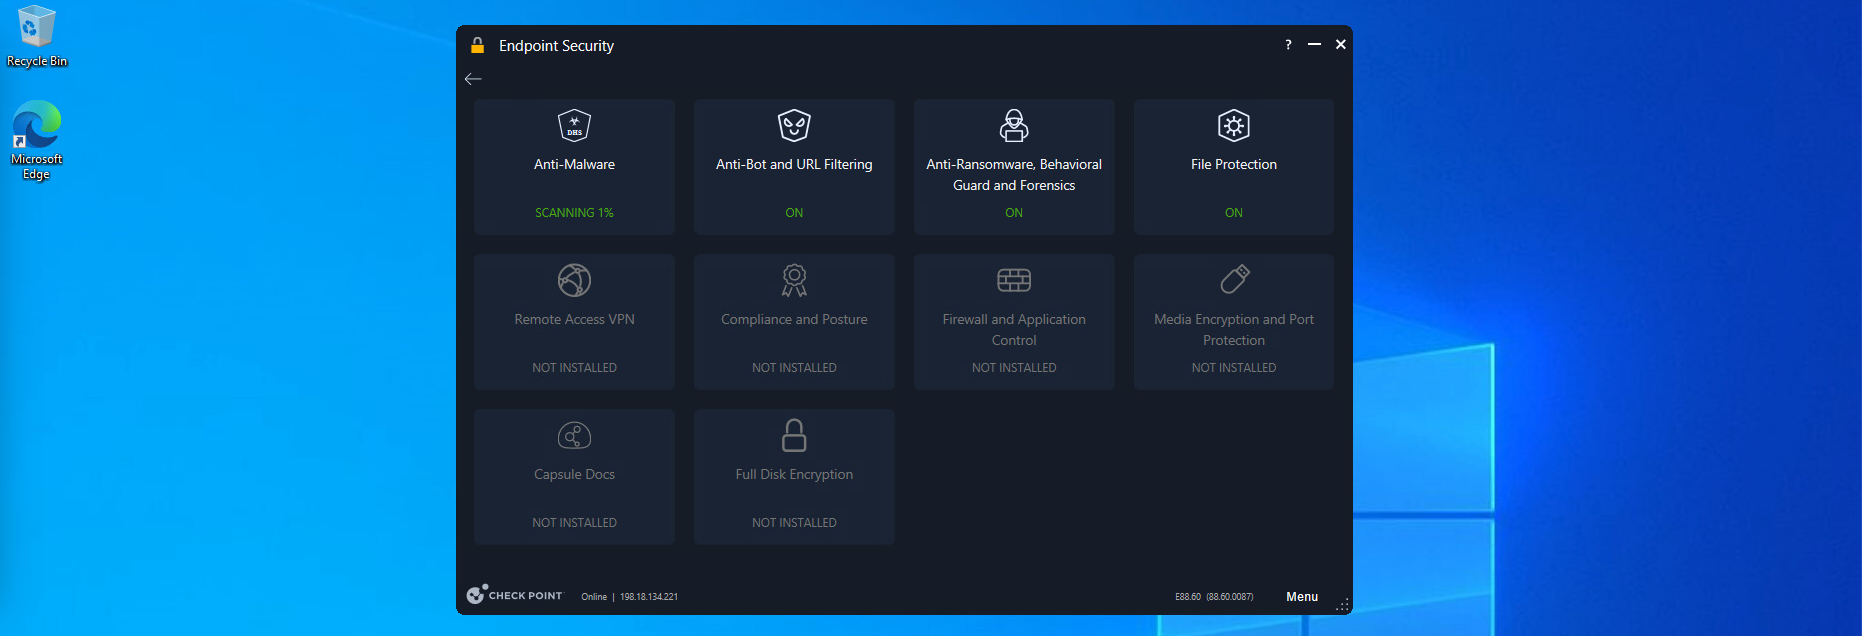 Recycle Bin
Microsoft
Edge
Endpoint Security
?
DHS
Anti-Malware
SCANNING 1%
Anti-Bot and URL Filtering
ON
Anti-Ransomware, Behavioral
Guard and Forensics
ON
File Protection
ON
Remote Access VPN
NOT INSTALLED
Compliance and Posture
NOT INSTALLED
Firewall and Application
Control
NOT INSTALLED
Media Encryption and Port
Protection
NOT INSTALLED
Capsule Docs
NOT INSTALLED
Full Disk Encryption
NOT INSTALLED
CHECK POINT
Online | 198.18.134.221
E88.60 (88.60.0087)
Menu